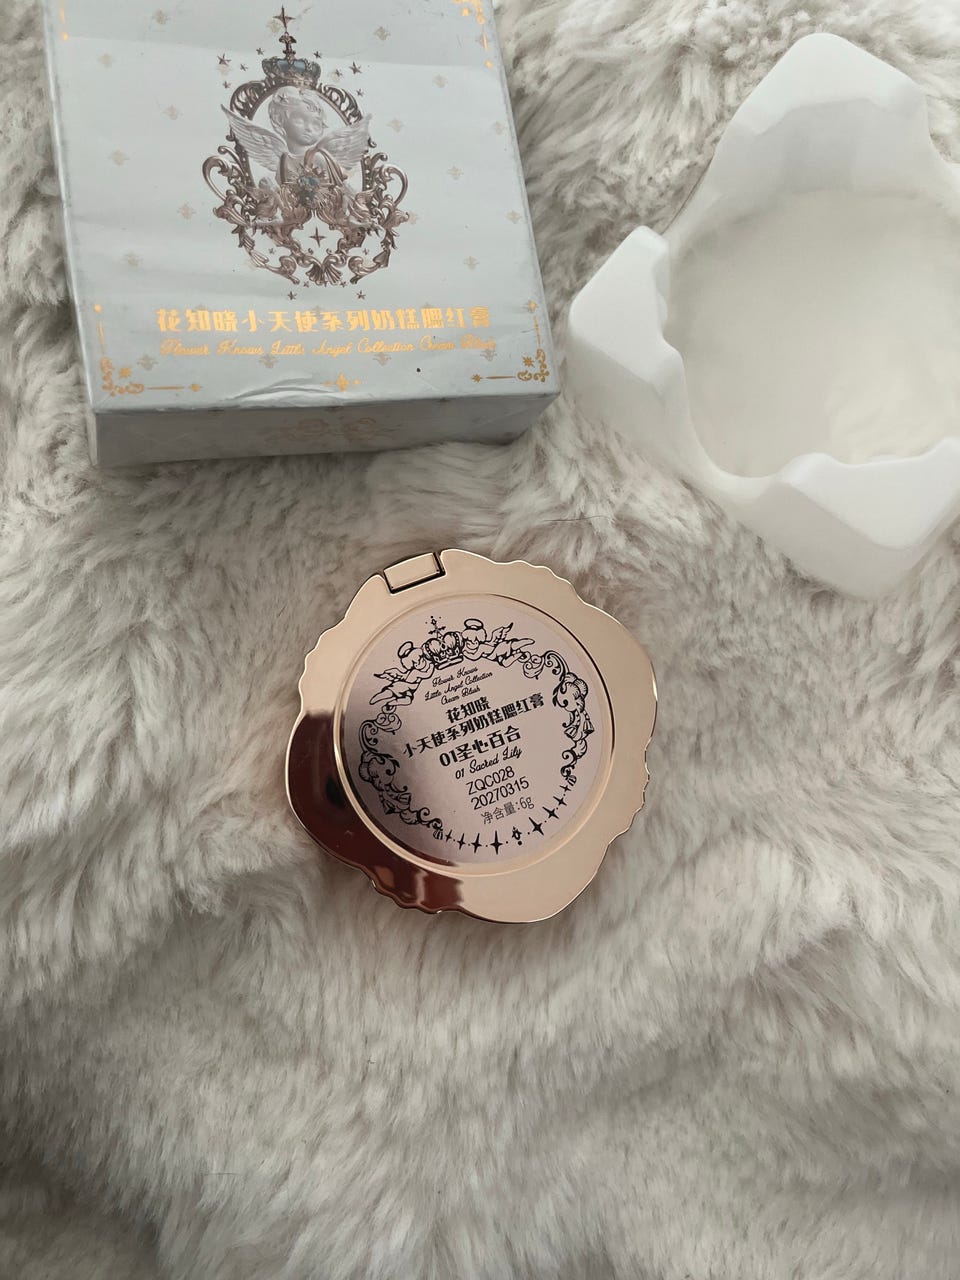 花知晓小天使系列奶糕腮红膏
Flower Knows Little Angel Collection Cream Blush
Flower Knows
Little Angel Collection
Cream Blush
花知晓
小天使系列奶糕腮红膏
01圣心百合
01 Sacred Lily
ZQC028
20270315
净含量:6g